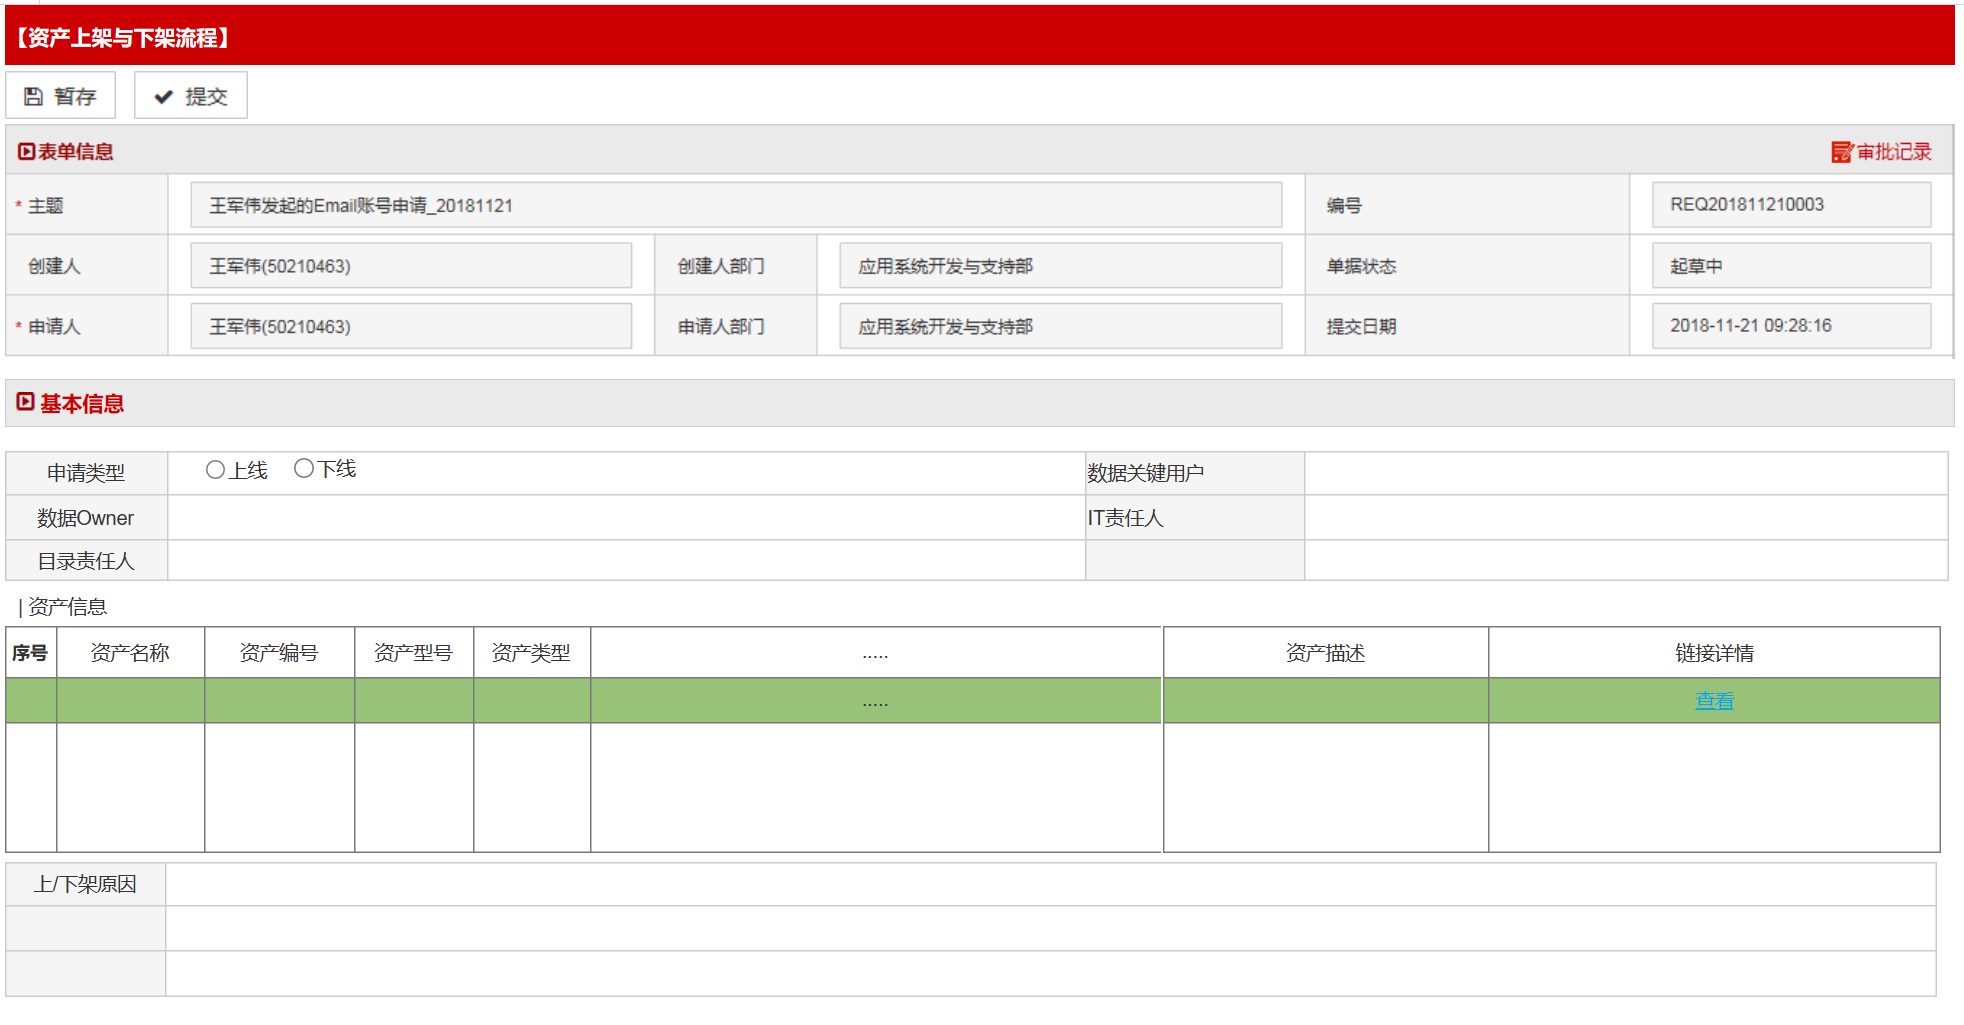 【资产上架与下架流程】
暂存 提交
表单信息 审批记录
* 主题 王军伟发起的Email账号申请_20181121 编号 REQ201811210003
创建人 王军伟(50210463) 创建人部门 应用系统开发与支持部 单据状态 起草中
* 申请人 王军伟(50210463) 申请人部门 应用系统开发与支持部 提交日期 2018-11-21 09:28:16
基本信息
申请类型 上线 下线 数据关键用户
数据Owner IT责任人
目录责任人
| 资产信息
序号 资产名称 资产编号 资产型号 资产类型 ..... 资产描述 链接详情
..... 查看
上/下架原因